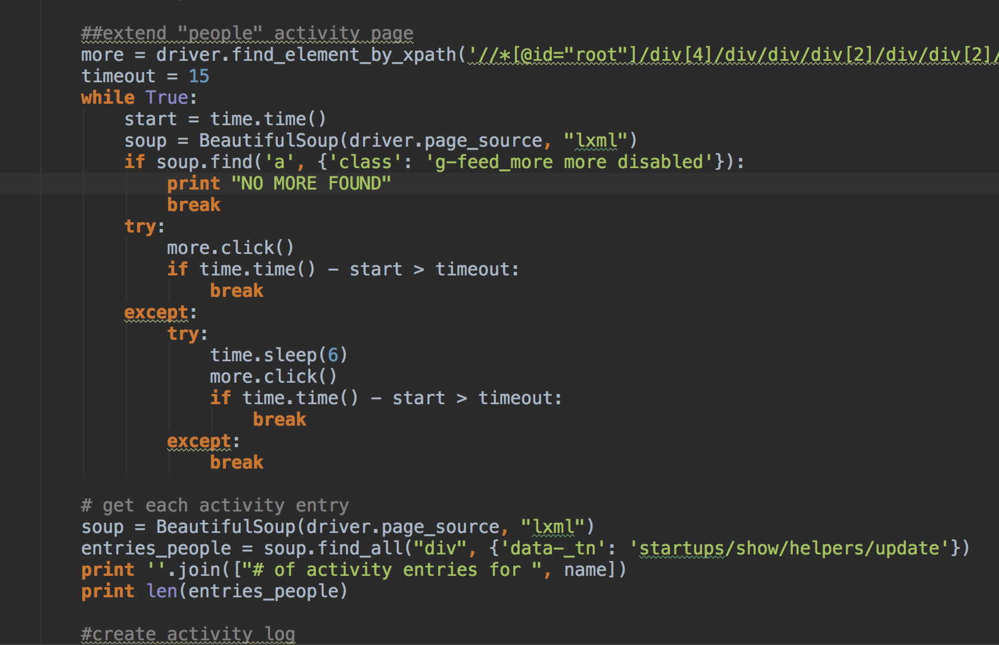 ##extend "people" activity page
more = driver.find_element_by_xpath('//*[@id="root"]/div[4]/div/div/div[2]/div/div[2]/
timeout = 15
while True:
start = time.time()
soup = BeautifulSoup(driver.page_source, "lxml")
if soup.find('a', {'class': 'g-feed_more more disabled'}):
print "NO MORE FOUND"
break
try:
more.click()
if time.time() - start > timeout:
break
except:
try:
time.sleep(6)
more.click()
if time.time() - start > timeout:
break
except:
break
# get each activity entry
soup = BeautifulSoup(driver.page_source, "lxml")
entries_people = soup.find_all("div", {'data-_tn': 'startups/show/helpers/update'})
print ''.join(["# of activity entries for ", name])
print len(entries_people)
#create activity log